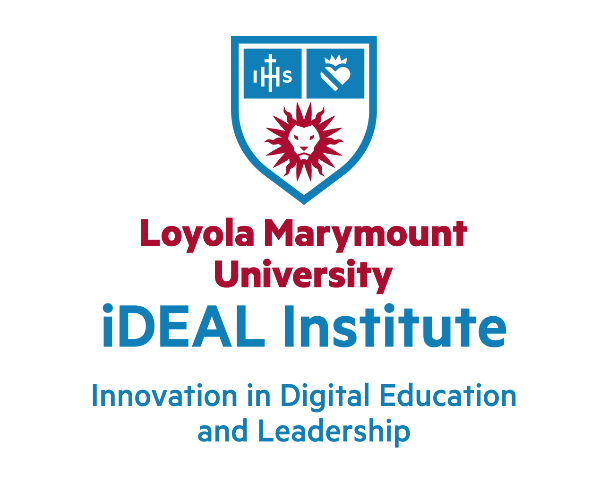 IHS
Loyola Marymount
University
iDEAL Institute
Innovation in Digital Education
and Leadership